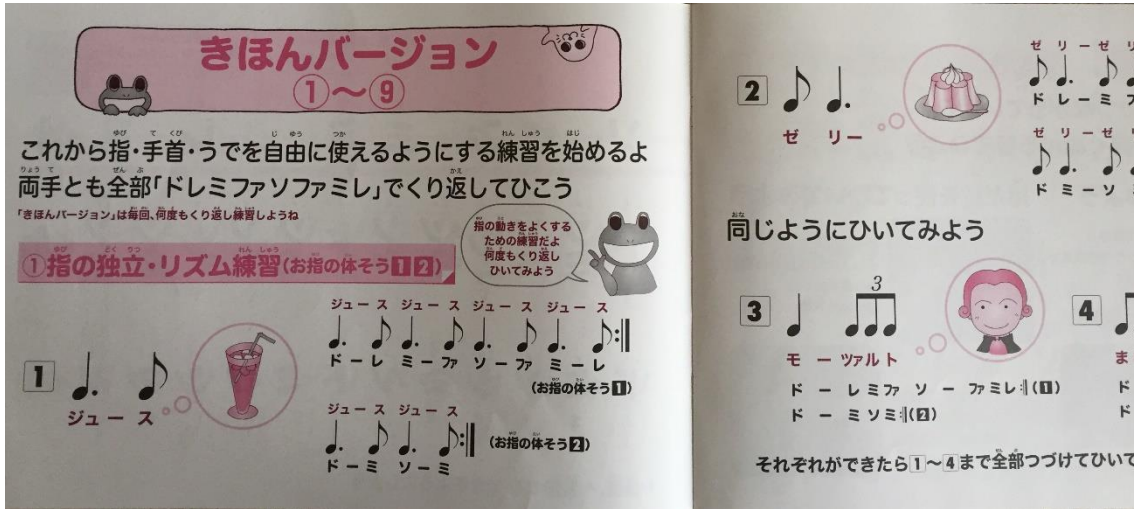 きほんバージョン
①〜⑨
これから指・手首・うでを自由に使えるようにする練習を始めるよ
両手とも全部「ドレミファソファミレ」でくり返してひこう
「きほんバージョン」は毎回、何度もくり返し練習しようね
指の動きをよくする
ための練習だよ
何度もくり返し
ひいてみよう
①指の独立・リズム練習(お指の体そう12)
1
ジュース
ジュース ジュース ジュース ジュース
ドーレ ミーファ ソーファ ミーレ
(お指の体そう1)
ジュース ジュース
ドーミ ソーミ
(お指の体そう2)
2
ゼリー
ゼリーゼリ
ドレーミフ
ゼリーゼリ
ドミーソ
同じようにひいてみよう
3
3
モーツァルト
ドーレミファ ソーファミレ(1)
ドーミソミ(2)
4
ま
ド
ド
それぞれができたら1〜4まで全部つづけてひいて